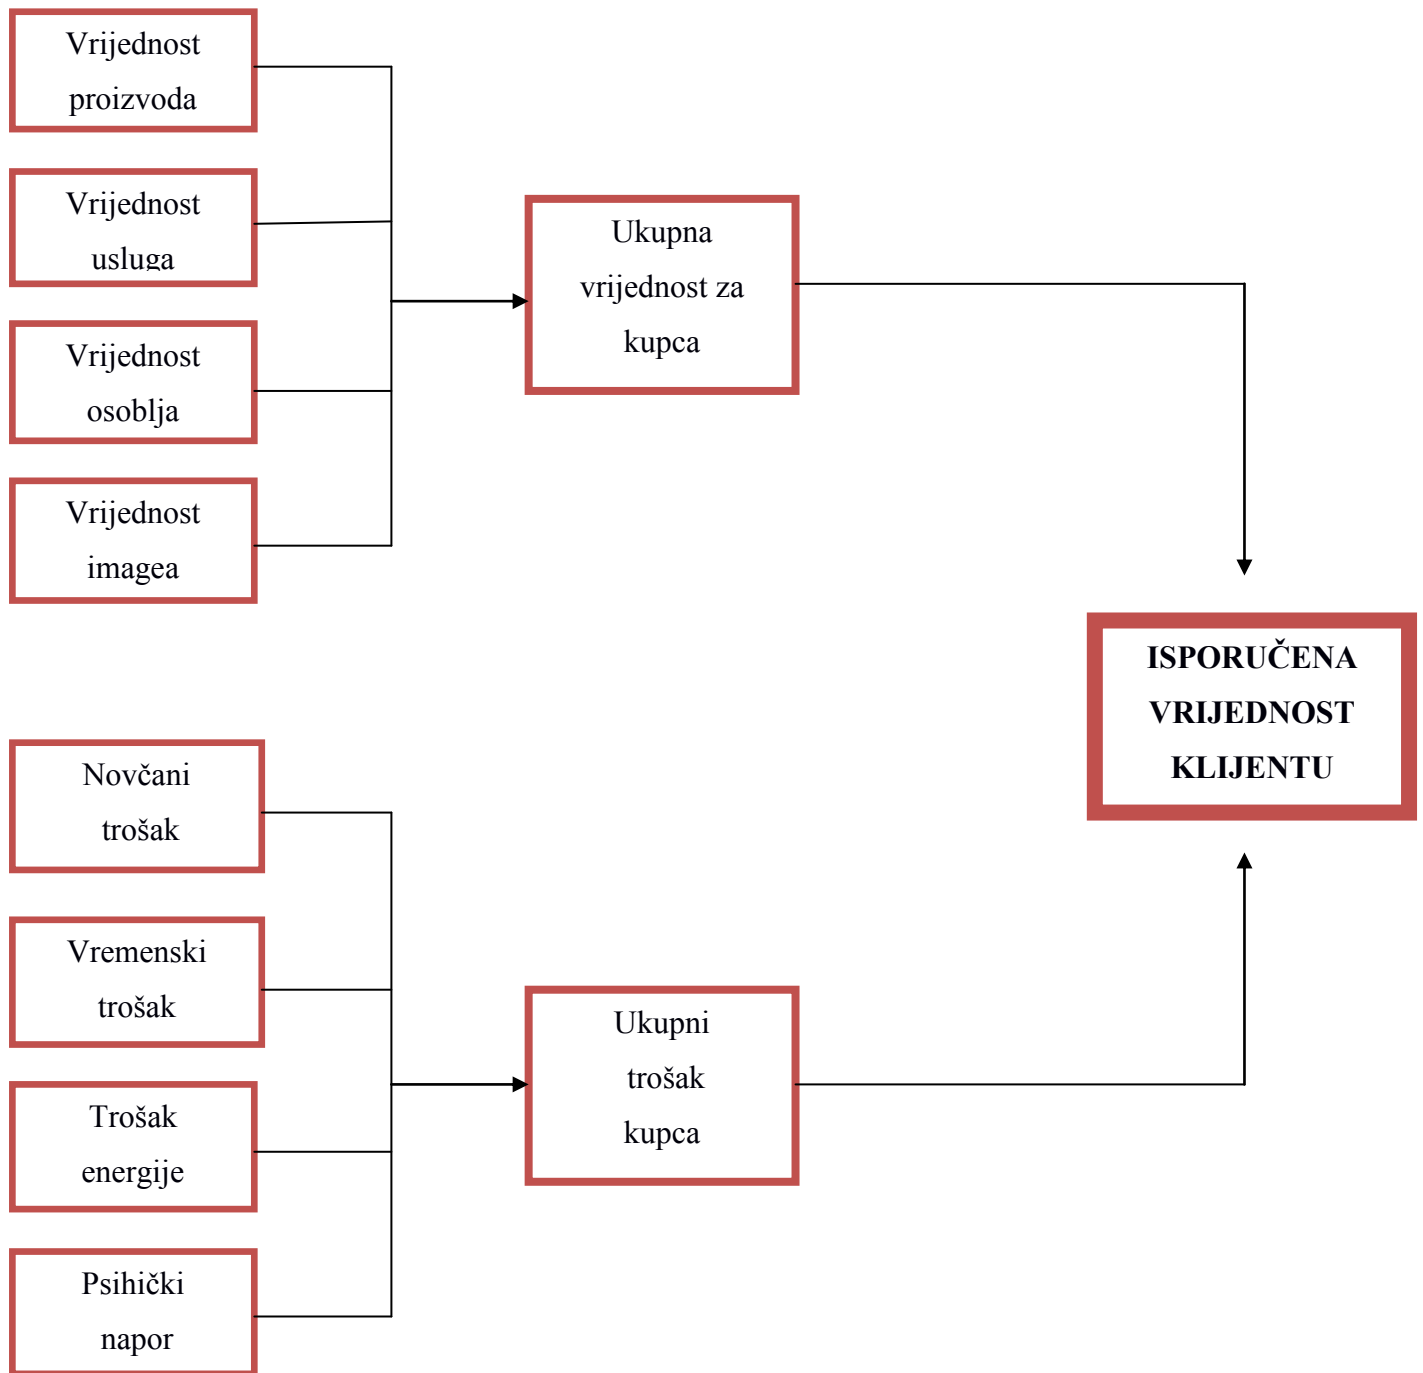 Vrijednost
proizvoda
Vrijednost
usluga
Vrijednost
osoblja
Vrijednost
imagea
Ukupna
vrijednost za
kupca
ISPORUČENA
VRIJEDNOST
KLIJENTU
Novčani
trošak
Vremenski
trošak
Trošak
energije
Psihički
napor
Ukupni
trošak
kupca